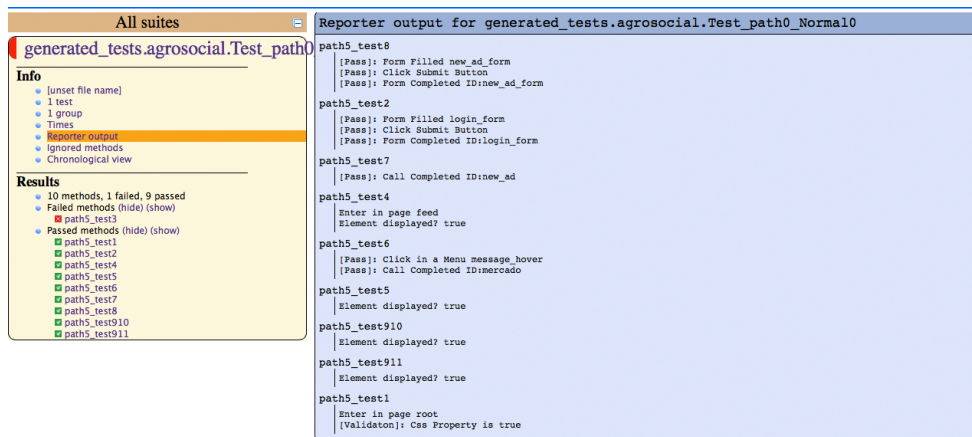 All suites
generated_tests.agrosocial.Test_path0
Info
[unset file name]
1 test
1 group
Times
Reporter output
Ignored methods
Chronological view
Results
10 methods, 1 failed, 9 passed
Failed methods (hide) (show)
path5_test3
Passed methods (hide) (show)
path5_test1
path5_test2
path5_test4
path5_test5
path5_test6
path5_test7
path5_test8
path5_test910
path5_test911
Reporter output for generated_tests.agrosocial.Test_path0_Normal0
path5_test8
[Pass]: Form Filled new_ad_form
[Pass]: Click Submit Button
[Pass]: Form Completed ID:new_ad_form
path5_test2
[Pass]: Form Filled login_form
[Pass]: Click Submit Button
[Pass]: Form Completed ID:login_form
path5_test7
[Pass]: Call Completed ID:new_ad
path5_test4
Enter in page feed
Element displayed? true
path5_test6
[Pass]: Click in a Menu message_hover
[Pass]: Call Completed ID:mercado
path5_test5
Element displayed? true
path5_test910
Element displayed? true
path5_test911
Element displayed? true
path5_test1
Enter in page root
[Validaton]: Css Property is true